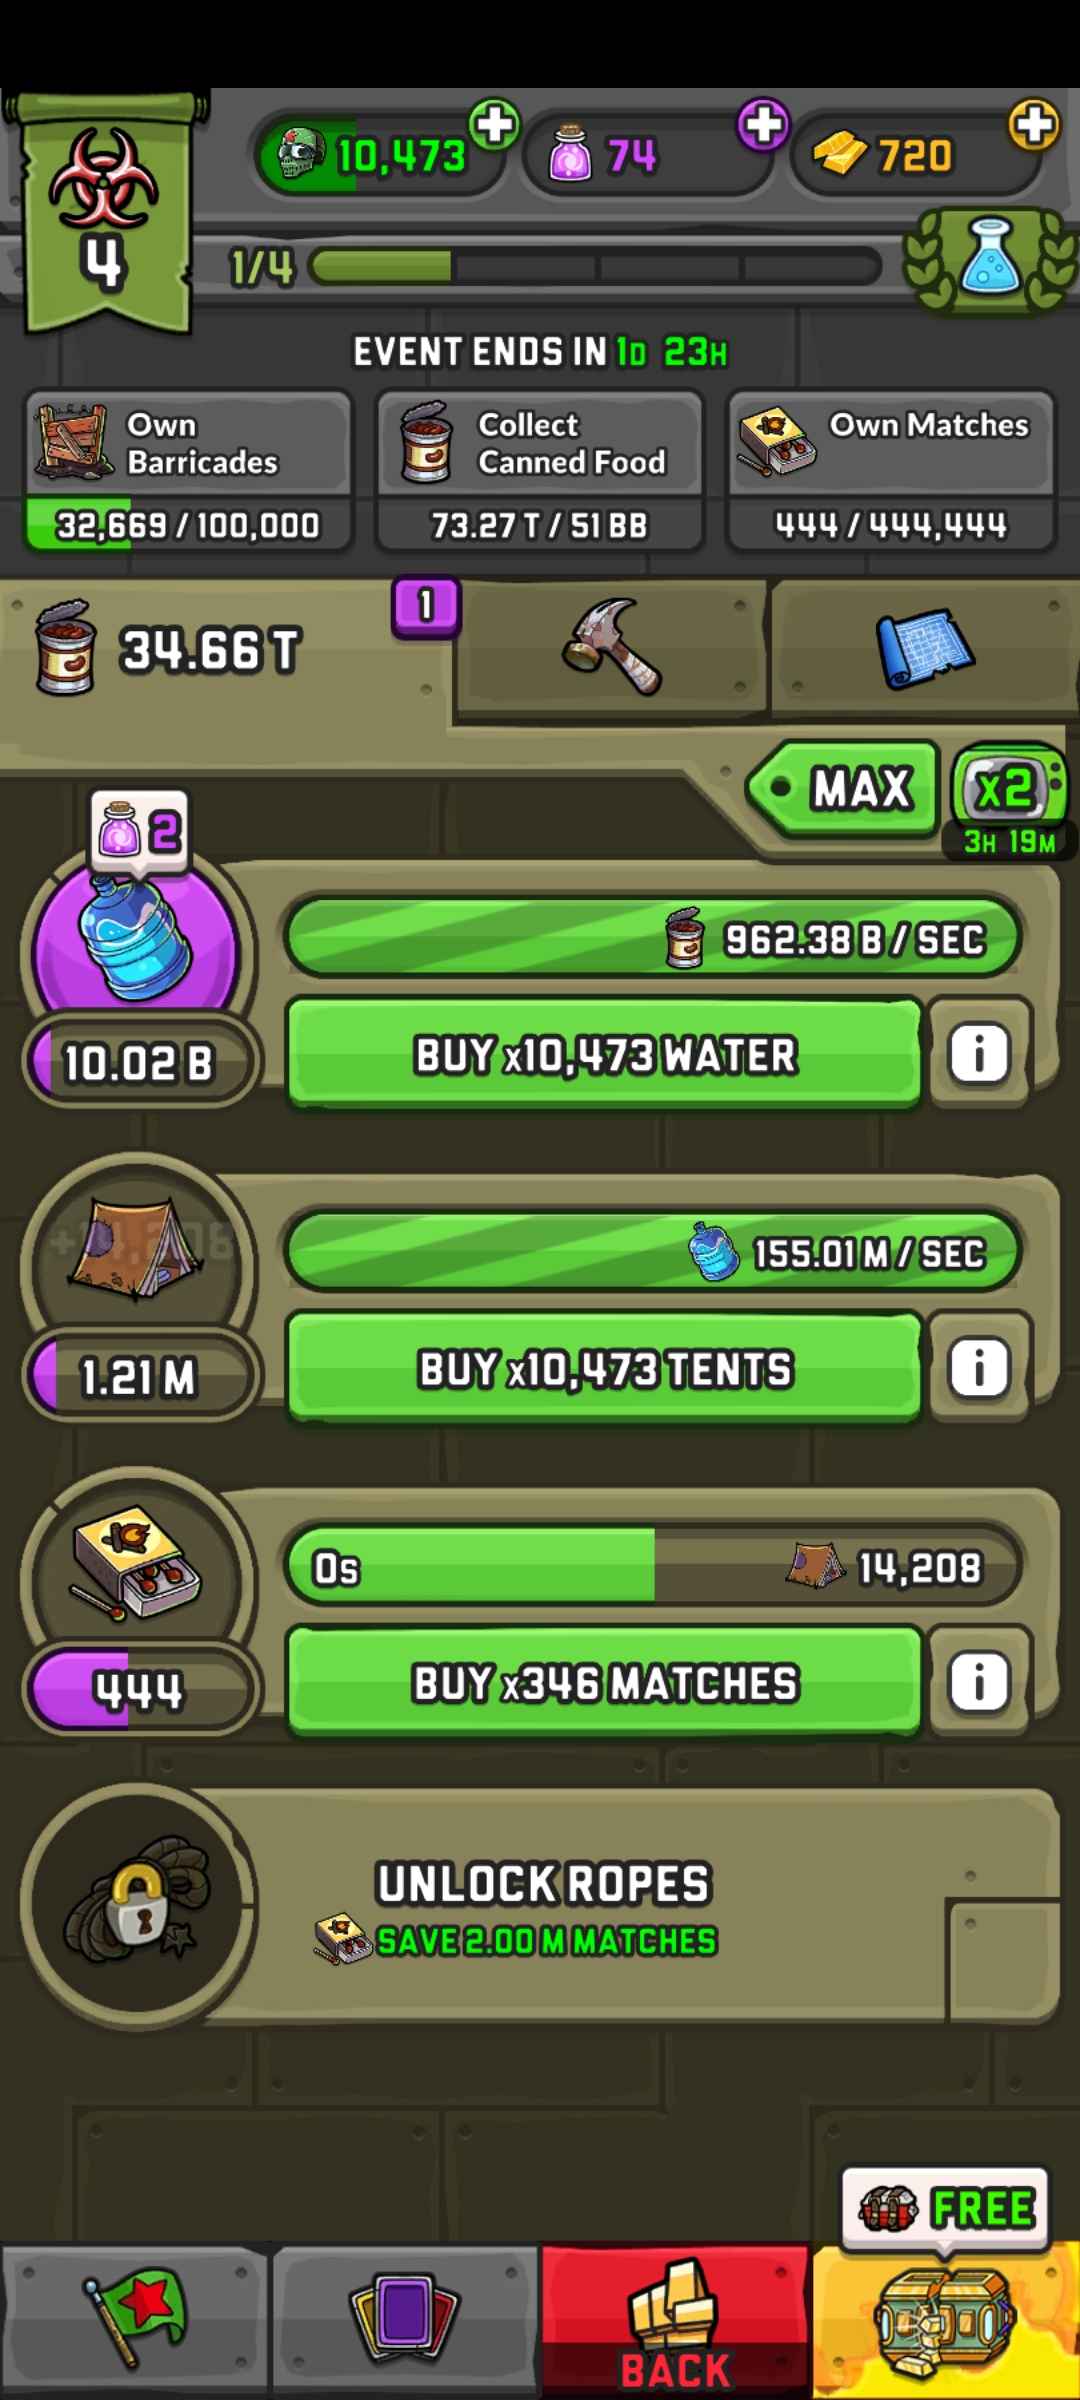 10,473
74
720
4
1/4
EVENT ENDS IN 1D 23H
Own
Barricades
32,669 / 100,000
Collect
Canned Food
73.27 T / 51 BB
Own Matches
444 / 444,444
34.66 T
1
MAX
x2
3H 19M
2
962.38 B / SEC
10.02 B
BUY x10,473 WATER
i
+14,208
155.01 M / SEC
1.21 M
BUY x10,473 TENTS
i
0s
14,208
444
BUY x346 MATCHES
i
UNLOCK ROPES
SAVE 2.00 M MATCHES
FREE
BACK